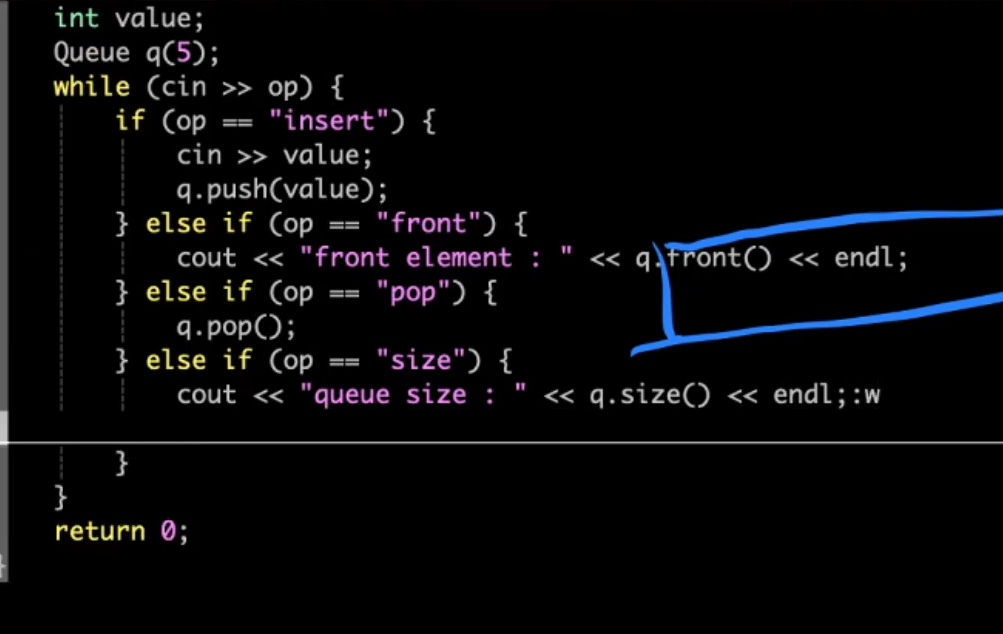 int value;
Queue q(5);
while (cin >> op) {
if (op == "insert") {
cin >> value;
q.push(value);
} else if (op == "front") {
cout << "front element : " << q.front() << endl;
} else if (op == "pop") {
q.pop();
} else if (op == "size") {
cout << "queue size : " << q.size() << endl;:w
}
}
return 0;